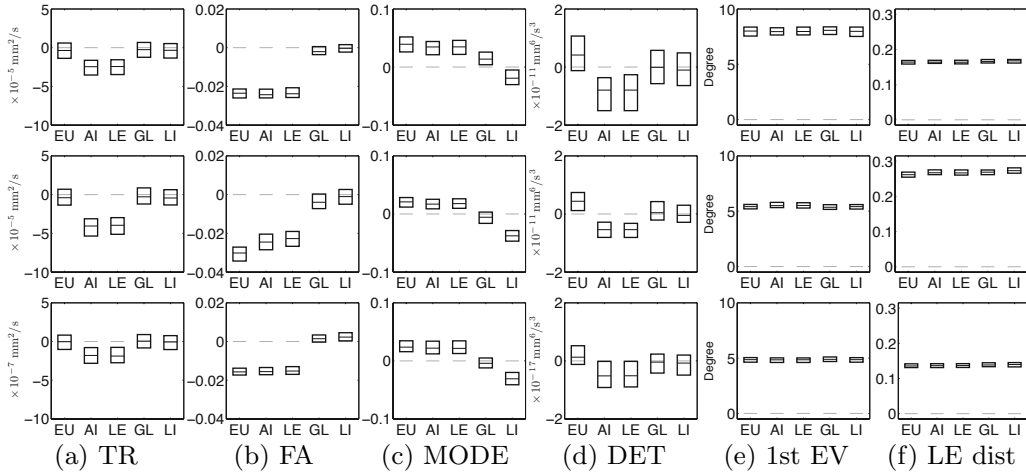 5 0.02 0.1 2 10 0.3
0 0 0.2
×10⁻⁵ mm²/s 0 ×10⁻¹¹ mm⁶/s³ 0 Degree 5
−5 −0.02 0.1
−10 −0.04 −0.1 −2 0 0
EU AI LE GL LI EU AI LE GL LI EU AI LE GL LI EU AI LE GL LI EU AI LE GL LI EU AI LE GL LI
5 0.02 0.1 2 10 0.3
0 0 0.2
×10⁻⁵ mm²/s 0 ×10⁻¹¹ mm⁶/s³ 0 Degree 5
−5 −0.02 0.1
−10 −0.04 −0.1 −2 0 0
EU AI LE GL LI EU AI LE GL LI EU AI LE GL LI EU AI LE GL LI EU AI LE GL LI EU AI LE GL LI
5 0.02 0.1 2 10 0.3
0 0 0.2
×10⁻⁷ mm²/s 0 ×10⁻¹⁷ mm⁶/s³ 0 Degree 5
−5 −0.02 0.1
−10 −0.04 −0.1 −2 0 0
EU AI LE GL LI EU AI LE GL LI EU AI LE GL LI EU AI LE GL LI EU AI LE GL LI EU AI LE GL LI
(a) TR (b) FA (c) MODE (d) DET (e) 1st EV (f) LE dist